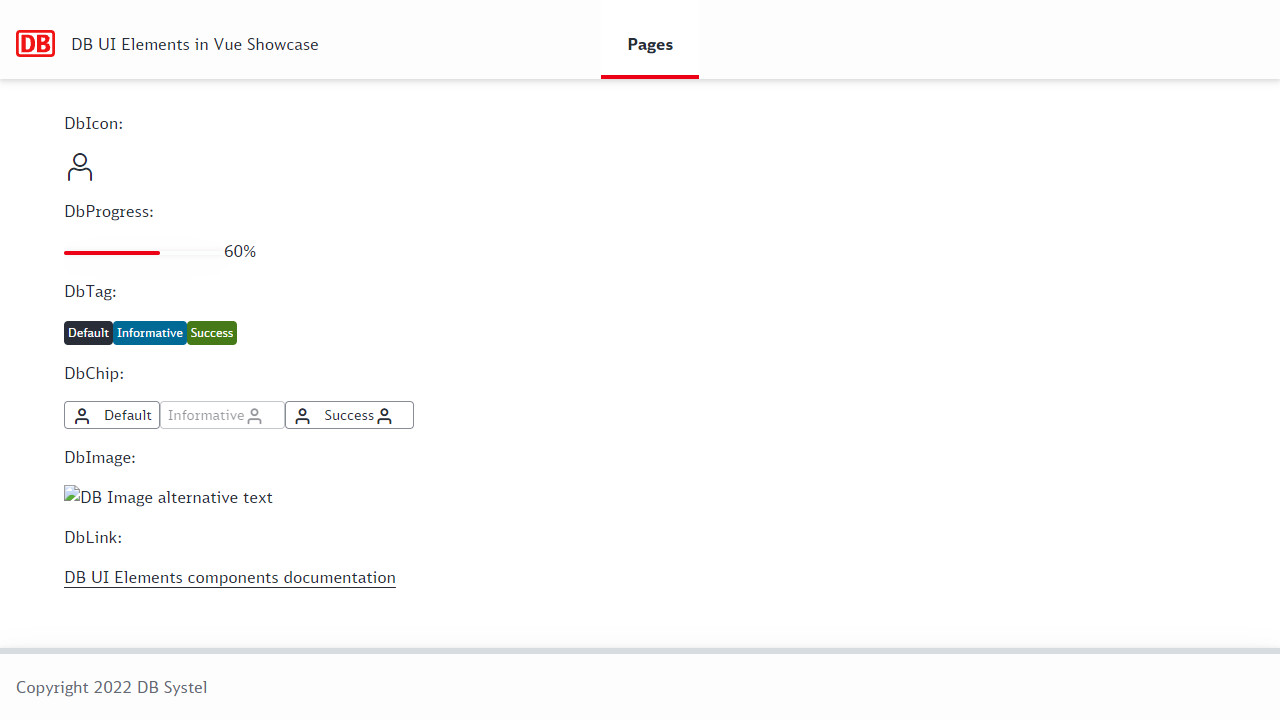 DB DB UI Elements in Vue Showcase Pages
DbIcon:
DbProgress:
60%
DbTag:
Default Informative Success
DbChip:
Default Informative Success
DbImage:
DB Image alternative text
DbLink:
DB UI Elements components documentation
Copyright 2022 DB Systel